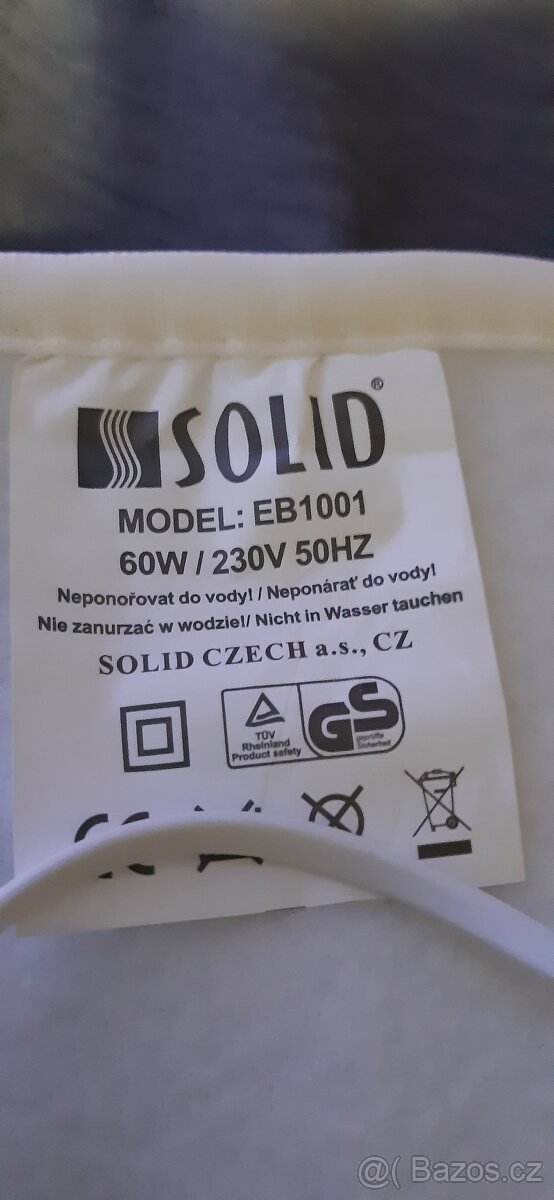 SOLID®
MODEL: EB1001
60W / 230V 50HZ
Neponořovat do vody! / Neponárať do vody!
Nie zanurzać w wodzie!/ Nicht in Wasser tauchen
SOLID CZECH a.s., CZ
TÜV
Rheinland
Product safety
GS
geprüfte
Sicherheit
@( Bazos.cz